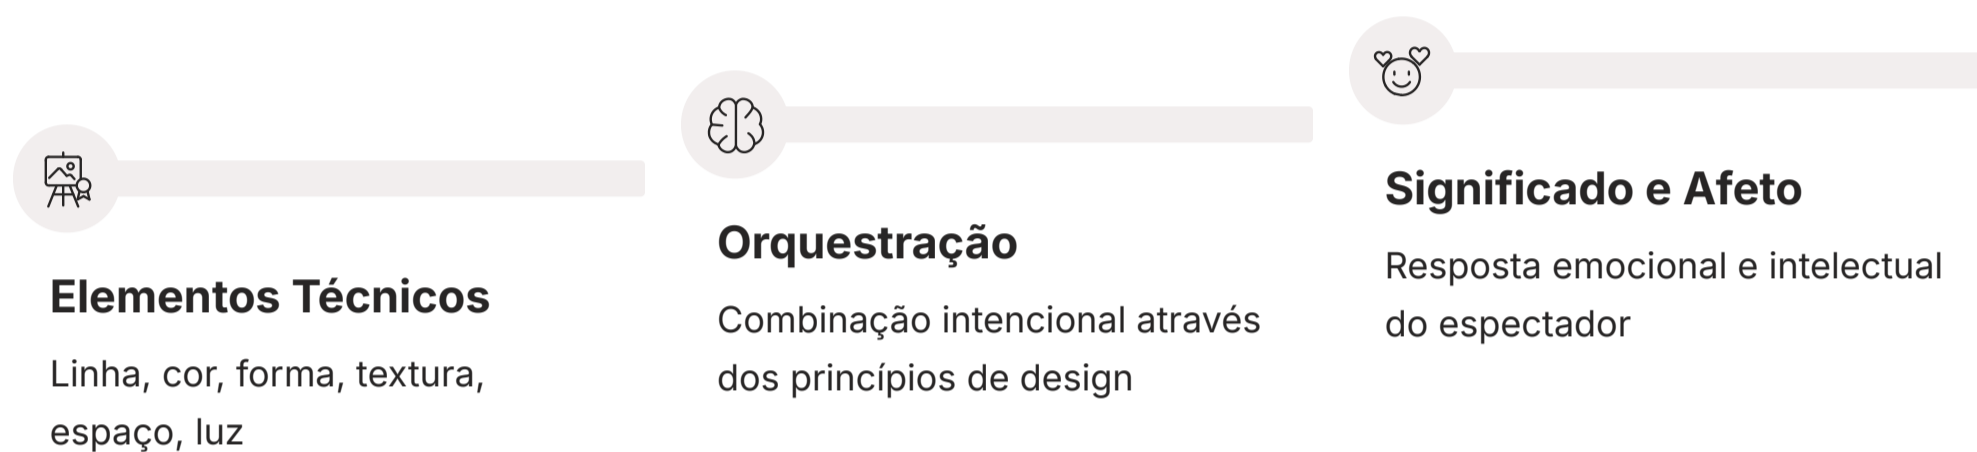 Elementos Técnicos
Linha, cor, forma, textura,
espaço, luz
Orquestração
Combinação intencional através
dos princípios de design
Significado e Afeto
Resposta emocional e intelectual
do espectador